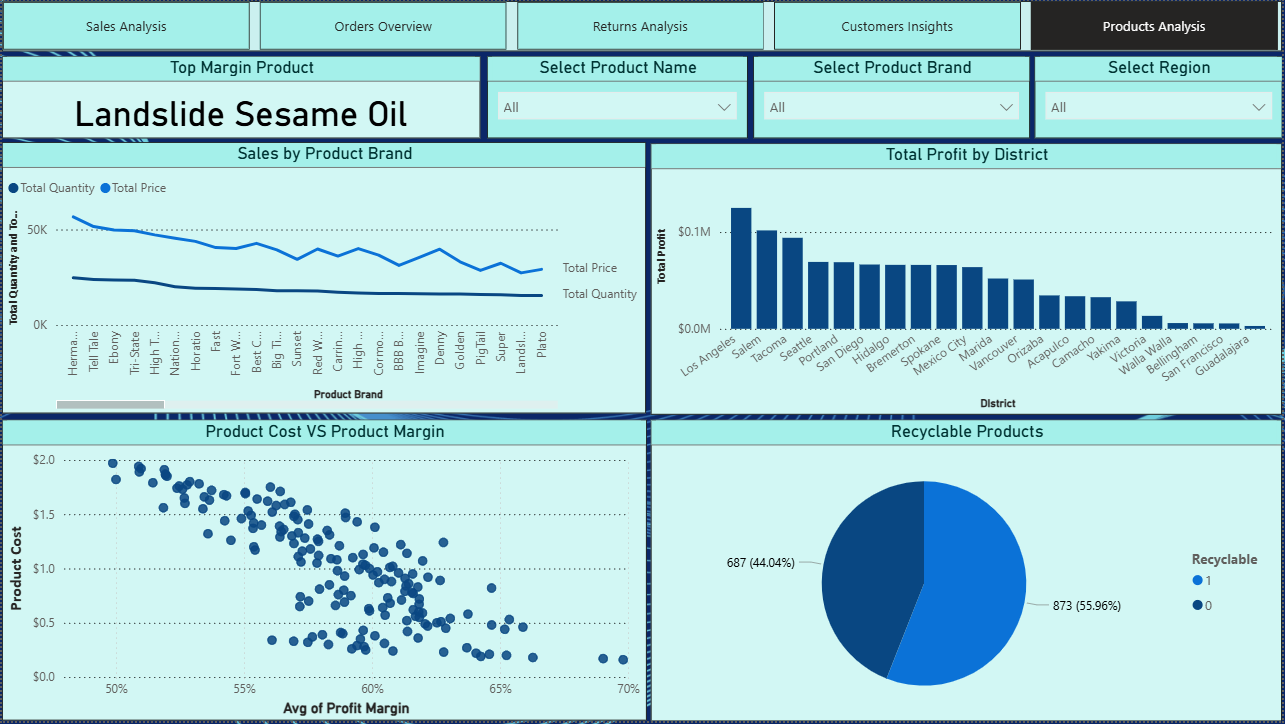 Sales Analysis
Orders Overview
Returns Analysis
Customers Insights
Products Analysis
Top Margin Product
Landslide Sesame Oil
Select Product Name
All
Select Product Brand
All
Select Region
All
Sales by Product Brand
Total Quantity
Total Price
Total Quantity and To...
50K
0K
Total Price
Total Quantity
Herma...
Tell Tale
Ebony
Tri-State
High T...
Nation...
Horatio
Fast
Fort W...
Best C...
Big Ti...
Sunset
Red W...
Carrin...
High ...
Cormo...
BBB B...
Imagine
Denny
Golden
PigTail
Super
Landsl...
Plato
Product Brand
Total Profit by District
Total Profit
$0.1M
$0.0M
Los Angeles
Salem
Tacoma
Seattle
Portland
San Diego
Hidalgo
Bremerton
Spokane
Mexico City
Marida
Vancouver
Orizaba
Acapulco
Camacho
Yakima
Victoria
Walla Walla
Bellingham
San Francisco
Guadalajara
District
Product Cost VS Product Margin
Product Cost
$2.0
$1.5
$1.0
$0.5
$0.0
50%
55%
60%
65%
70%
Avg of Profit Margin
Recyclable Products
687 (44.04%)
873 (55.96%)
Recyclable
1
0